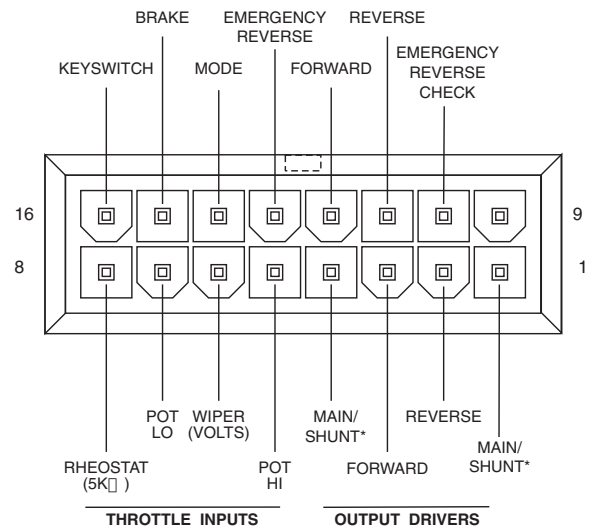 BRAKE
EMERGENCY
REVERSE
REVERSE
KEYSWITCH
MODE
FORWARD
EMERGENCY
REVERSE
CHECK
16
9
8
1
POT
LO
WIPER
(VOLTS)
MAIN/
SHUNT*
REVERSE
MAIN/
SHUNT*
RHEOSTAT
(5K▯ )
POT
HI
FORWARD
THROTTLE INPUTS
OUTPUT DRIVERS